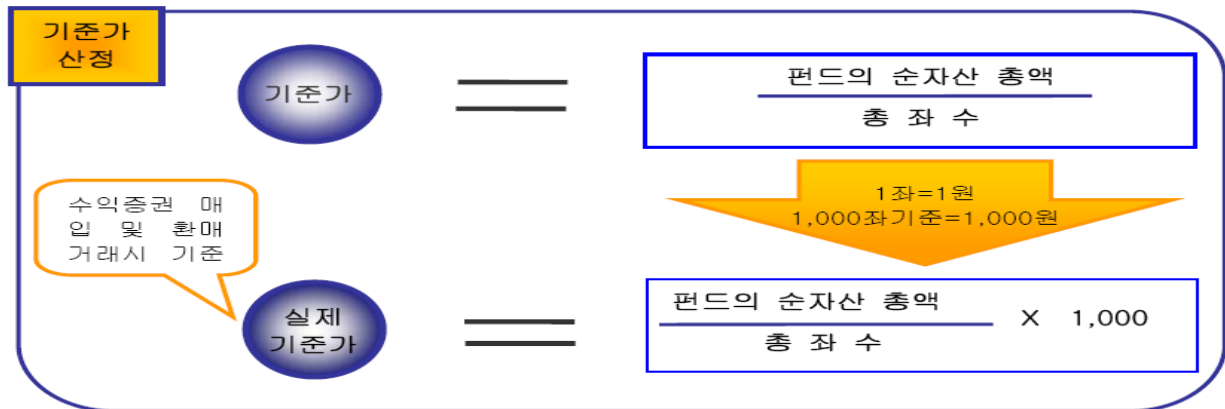 기준가
산정
기준가
펀드의 순자산 총액
총 좌 수
1좌=1원
1,000좌기준=1,000원
수익증권 매
입 및 환매
거래시 기준
실제
기준가
펀드의 순자산 총액
총 좌 수
X 1,000